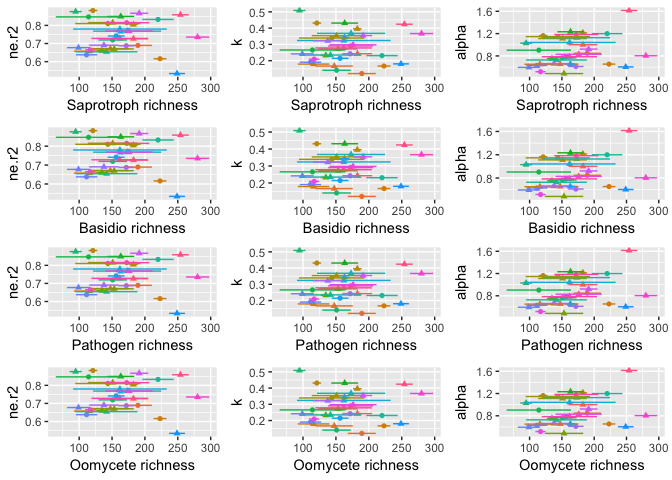 ne.r2 0.8 0.7 0.6 k 0.5 0.4 0.3 0.2 alpha 1.6 1.2 0.8
100 150 200 250 300 100 150 200 250 300 100 150 200 250 300
Saprotroph richness Saprotroph richness Saprotroph richness
ne.r2 0.8 0.7 0.6 k 0.5 0.4 0.3 0.2 alpha 1.6 1.2 0.8
100 150 200 250 300 100 150 200 250 300 100 150 200 250 300
Basidio richness Basidio richness Basidio richness
ne.r2 0.8 0.7 0.6 k 0.5 0.4 0.3 0.2 alpha 1.6 1.2 0.8
100 150 200 250 300 100 150 200 250 300 100 150 200 250 300
Pathogen richness Pathogen richness Pathogen richness
ne.r2 0.8 0.7 0.6 k 0.5 0.4 0.3 0.2 alpha 1.6 1.2 0.8
100 150 200 250 300 100 150 200 250 300 100 150 200 250 300
Oomycete richness Oomycete richness Oomycete richness